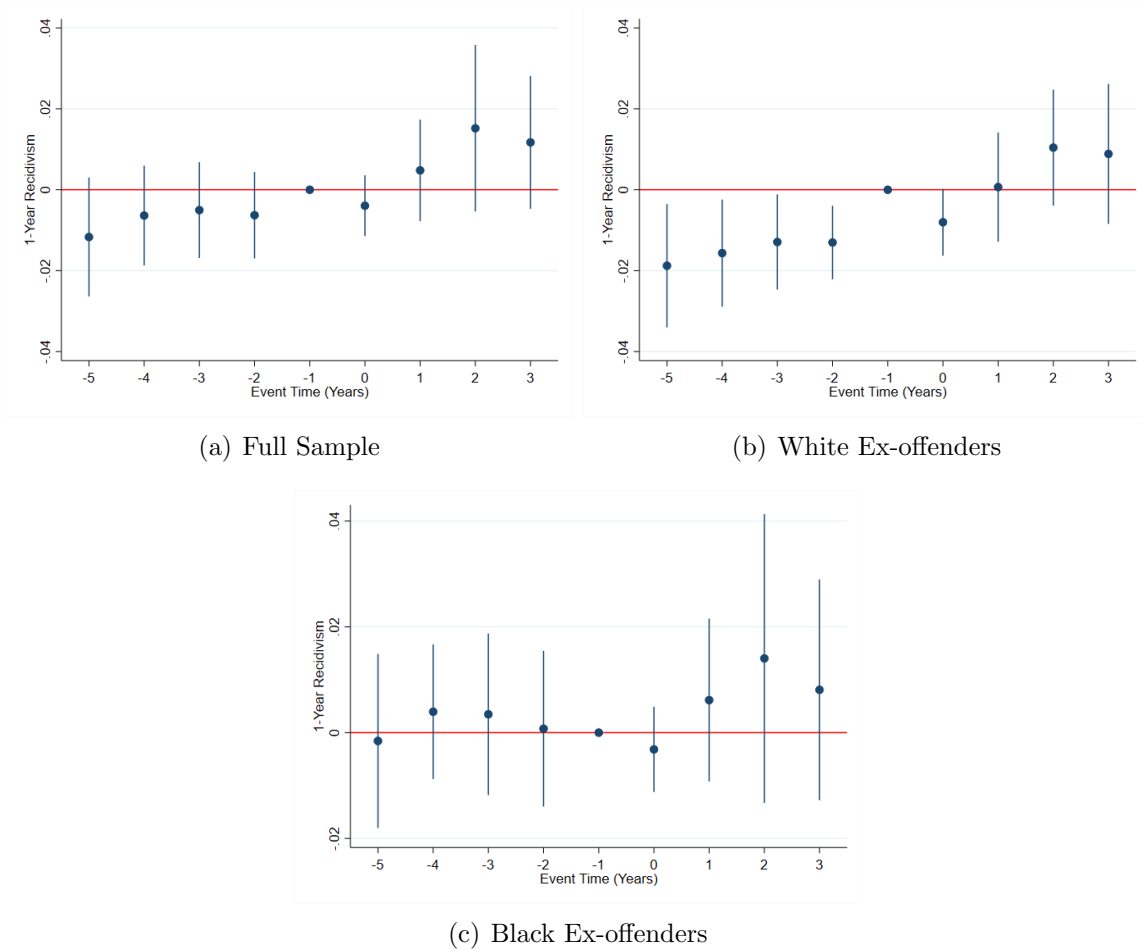 .04
.02
0
-.02
-.04
1-Year Recidivism
-5 -4 -3 -2 -1 0 1 2 3
Event Time (Years)
(a) Full Sample
.04
.02
0
-.02
-.04
1-Year Recidivism
-5 -4 -3 -2 -1 0 1 2 3
Event Time (Years)
(b) White Ex-offenders
.04
.02
0
-.02
1-Year Recidivism
-5 -4 -3 -2 -1 0 1 2 3
Event Time (Years)
(c) Black Ex-offenders